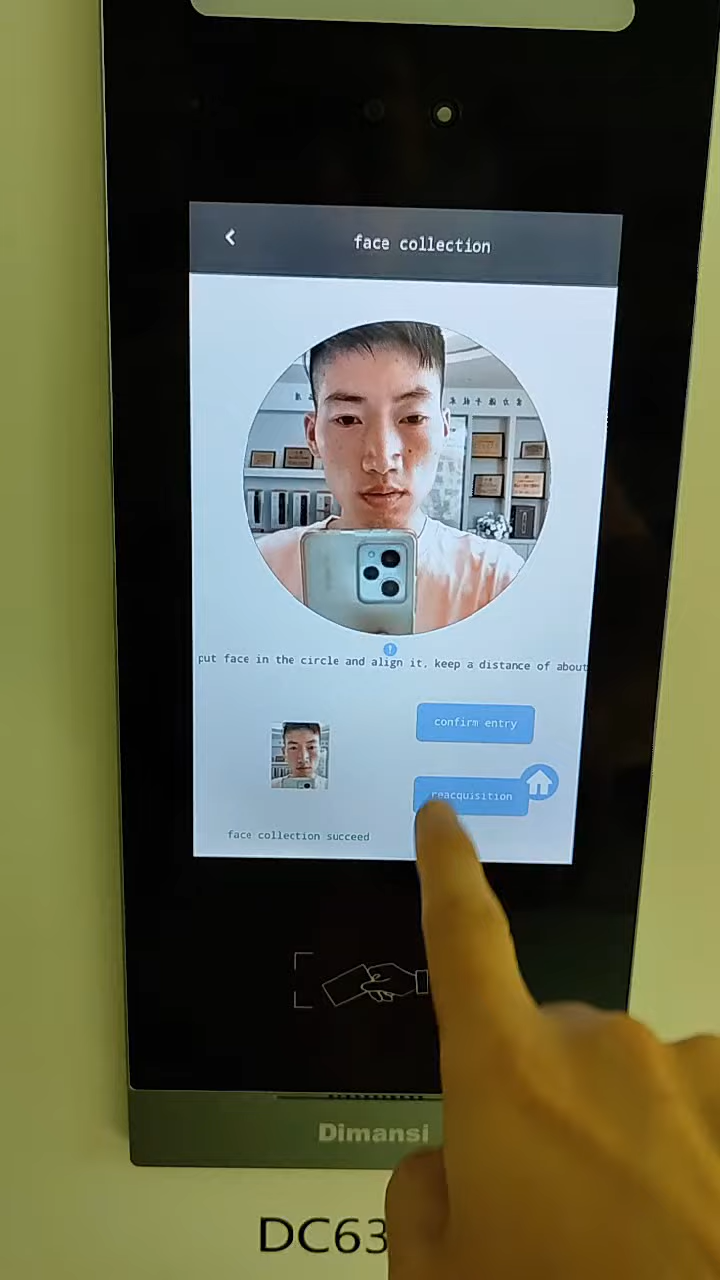 face collection
put face in the circle and align it, keep a distance of about
confirm entry
reacquisition
face collection succeed
Dimansi
DC63